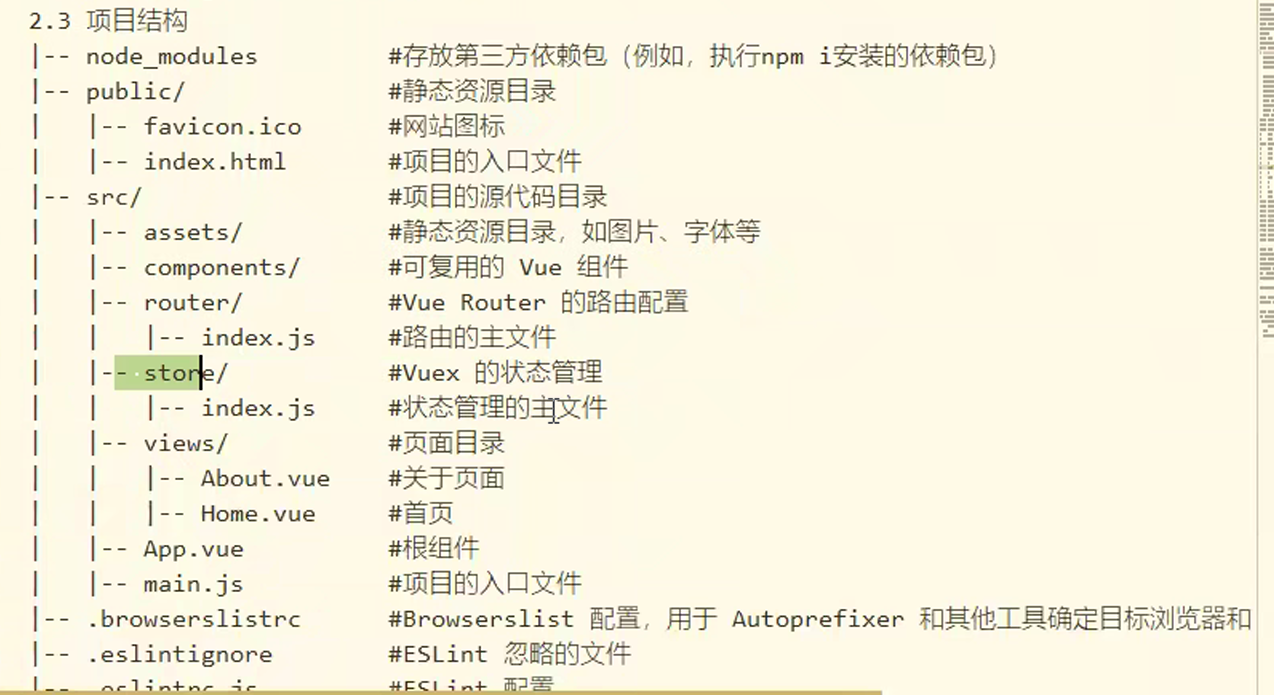 2.3 项目结构
|-- node_modules #存放第三方依赖包（例如，执行npm i安装的依赖包）
|-- public/ #静态资源目录
| |-- favicon.ico #网站图标
| |-- index.html #项目的入口文件
|-- src/ #项目的源代码目录
| |-- assets/ #静态资源目录，如图片、字体等
| |-- components/ #可复用的 Vue 组件
| |-- router/ #Vue Router 的路由配置
| | |-- index.js #路由的主文件
| |-- store/ #Vuex 的状态管理
| | |-- index.js #状态管理的主文件
| |-- views/ #页面目录
| | |-- About.vue #关于页面
| | |-- Home.vue #首页
| |-- App.vue #根组件
| |-- main.js #项目的入口文件
|-- .browserslistrc #Browserslist 配置，用于 Autoprefixer 和其他工具确定目标浏览器和
|-- .eslintignore #ESLint 忽略的文件
|-- .eslintrc.js #ESLint 配置